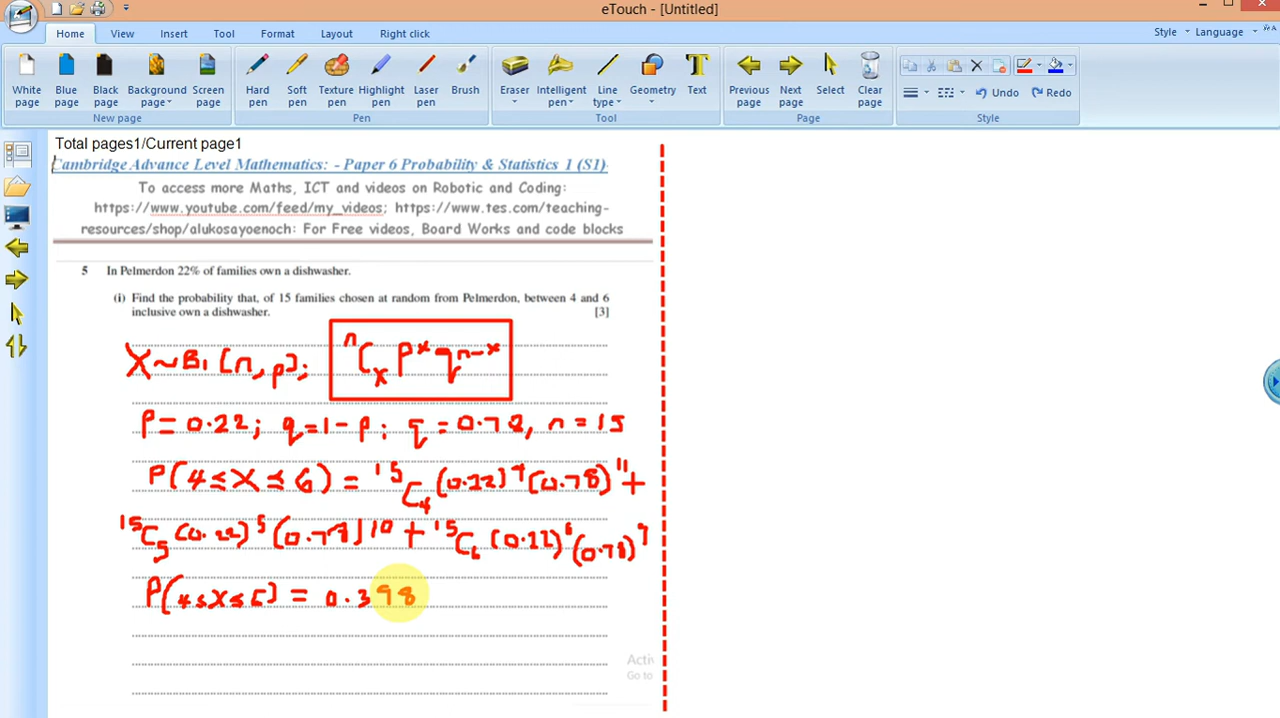 eTouch - [Untitled]
Home View Insert Tool Format Layout Right click Style Language
White page Blue page Black page Background page Screen page Hard pen Soft pen Texture pen Highlight pen Laser pen Brush Eraser Intelligent pen Line type Geometry Text Previous page Next page Select Clear page Undo Redo
New page Pen Tool Page Style
Total pages1/Current page1
Cambridge Advance Level Mathematics: - Paper 6 Probability & Statistics 1 (S1)
To access more Maths, ICT and videos on Robotic and Coding:
https://www.youtube.com/feed/my_videos; https://www.tes.com/teaching-
resources/shop/alukosayoenoch: For Free videos, Board Works and code blocks
5 In Pelmerdon 22% of families own a dishwasher.
(i) Find the probability that, of 15 families chosen at random from Pelmerdon, between 4 and 6
inclusive own a dishwasher. [3]
X~Bi [n, p]; ⁿCₓ pˣ qⁿ⁻ˣ
P = 0.22; q = 1 - p; q = 0.78, n = 15
P(4 ≤ X ≤ 6) = ¹⁵C₄ (0.22)⁴ (0.78)¹¹ +
¹⁵C₅ (0.22)⁵ (0.78)10 + ¹⁵C₆ (0.22)⁶ (0.78)⁹
P(4 ≤ X ≤ 6) = 0.398
Acti
Go to